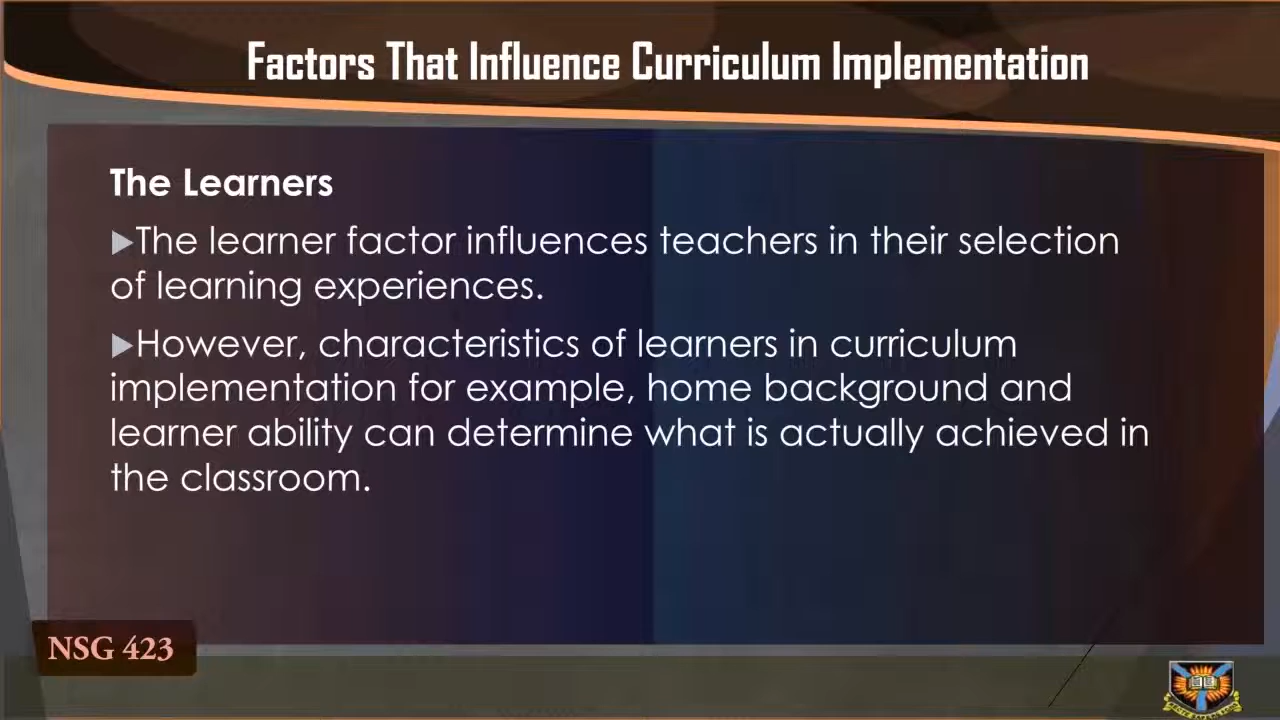 Factors That Influence Curriculum Implementation
The Learners
▶The learner factor influences teachers in their selection
of learning experiences.
▶However, characteristics of learners in curriculum
implementation for example, home background and
learner ability can determine what is actually achieved in
the classroom.
NSG 423